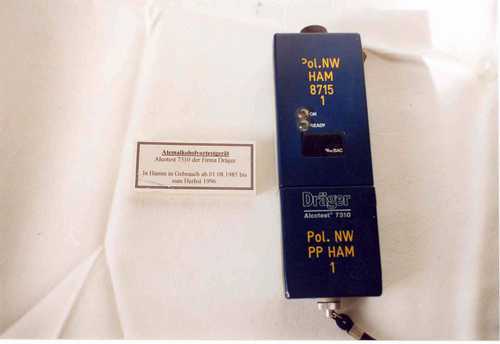 Atemalkoholvortestgerät
Alcotest 7310 der Firma Dräger
In Hamm in Gebrauch ab 01.08.1985 bis
zum Herbst 1996
Pol.NW
HAM
8715
1
ON
READY
‰BAC
Dräger
Alcotest® 7310
Pol. NW
PP HAM
1